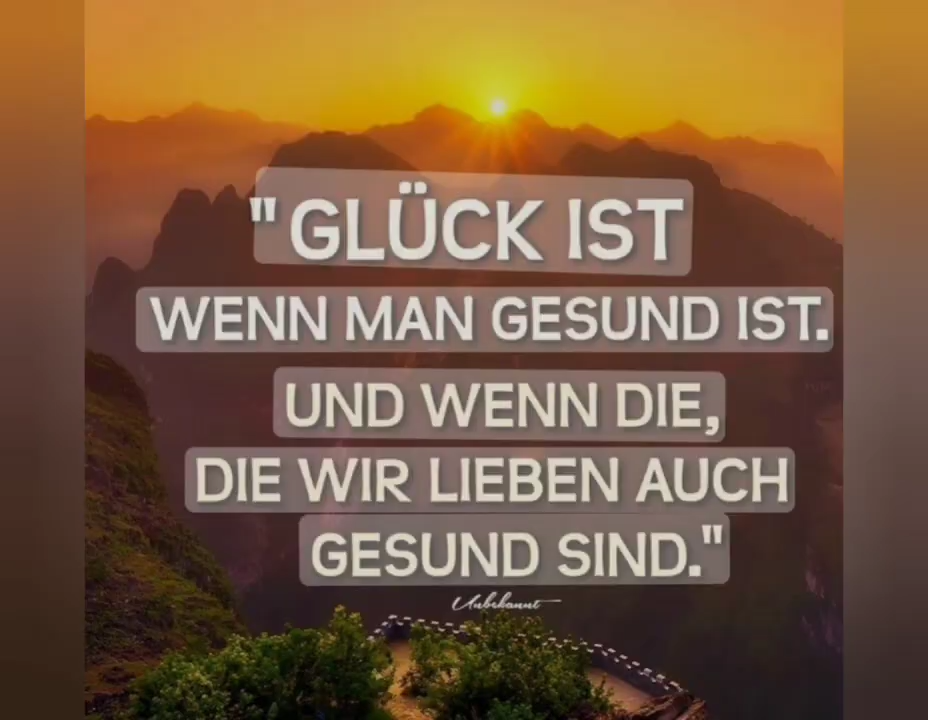 "GLÜCK IST
WENN MAN GESUND IST.
UND WENN DIE,
DIE WIR LIEBEN AUCH
GESUND SIND."
Unbekannt